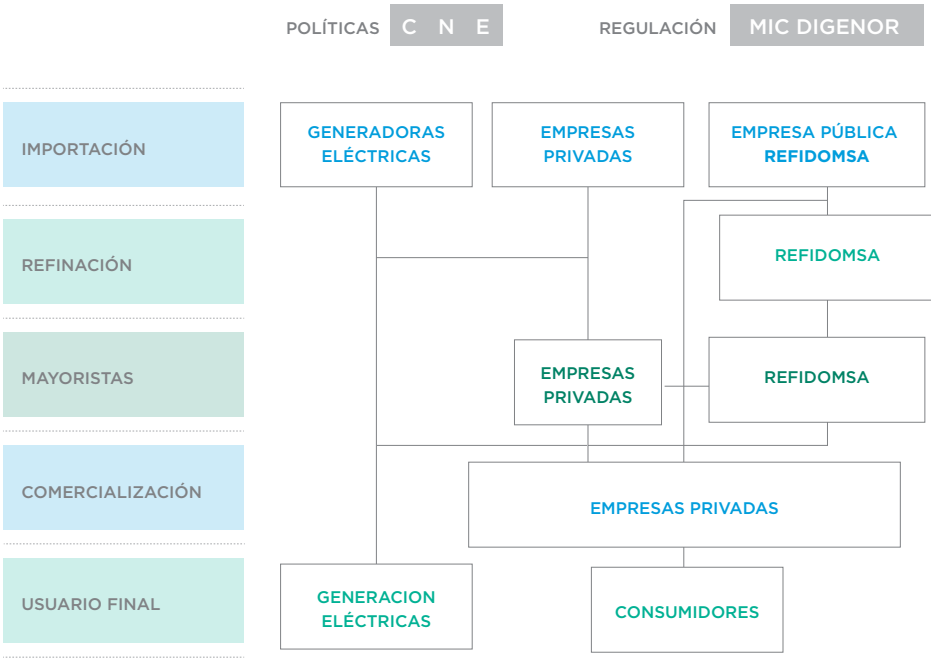 POLÍTICAS C N E REGULACIÓN MIC DIGENOR
IMPORTACIÓN
GENERADORAS
ELÉCTRICAS
EMPRESAS
PRIVADAS
EMPRESA PÚBLICA
REFIDOMSA
REFINACIÓN
REFIDOMSA
MAYORISTAS
EMPRESAS
PRIVADAS
REFIDOMSA
COMERCIALIZACIÓN
EMPRESAS PRIVADAS
USUARIO FINAL
GENERACION
ELÉCTRICAS
CONSUMIDORES